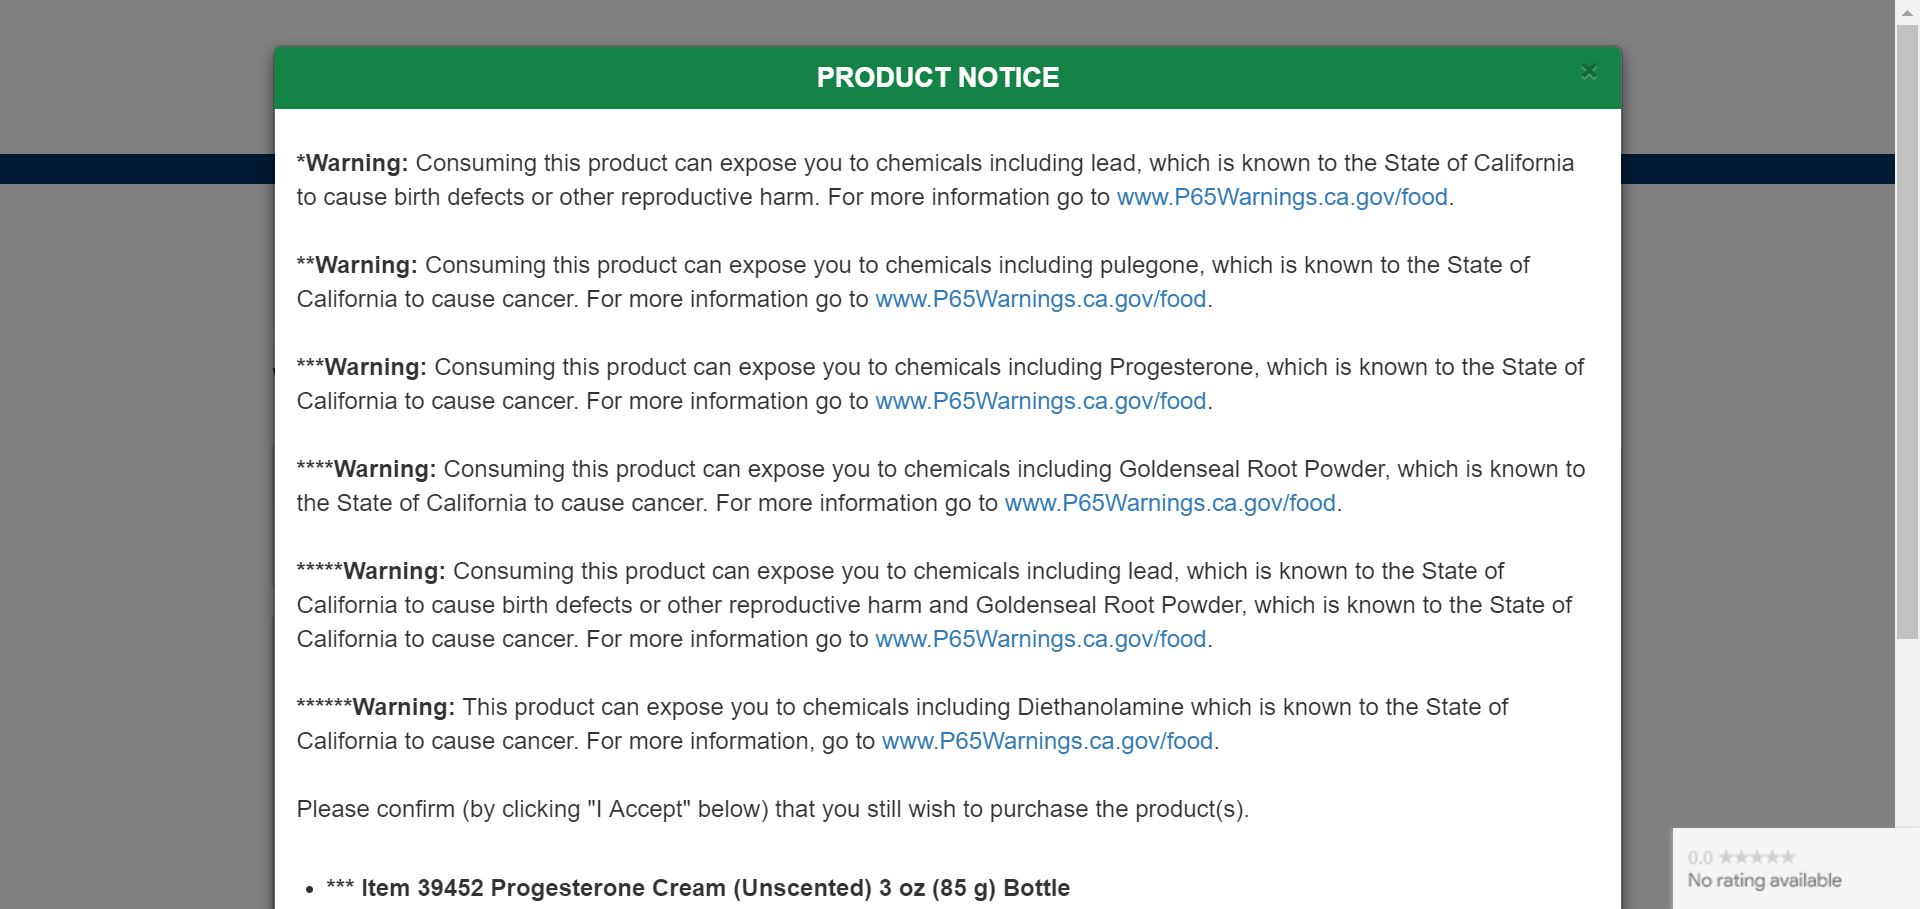 PRODUCT NOTICE
×
*Warning: Consuming this product can expose you to chemicals including lead, which is known to the State of California
to cause birth defects or other reproductive harm. For more information go to www.P65Warnings.ca.gov/food.
**Warning: Consuming this product can expose you to chemicals including pulegone, which is known to the State of
California to cause cancer. For more information go to www.P65Warnings.ca.gov/food.
***Warning: Consuming this product can expose you to chemicals including Progesterone, which is known to the State of
California to cause cancer. For more information go to www.P65Warnings.ca.gov/food.
****Warning: Consuming this product can expose you to chemicals including Goldenseal Root Powder, which is known to
the State of California to cause cancer. For more information go to www.P65Warnings.ca.gov/food.
*****Warning: Consuming this product can expose you to chemicals including lead, which is known to the State of
California to cause birth defects or other reproductive harm and Goldenseal Root Powder, which is known to the State of
California to cause cancer. For more information go to www.P65Warnings.ca.gov/food.
******Warning: This product can expose you to chemicals including Diethanolamine which is known to the State of
California to cause cancer. For more information, go to www.P65Warnings.ca.gov/food.
Please confirm (by clicking "I Accept" below) that you still wish to purchase the product(s).
• *** Item 39452 Progesterone Cream (Unscented) 3 oz (85 g) Bottle
0.0 ★★★★★
No rating available